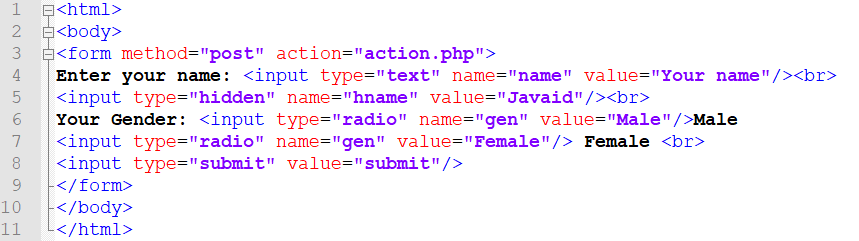 1 <html>
2 <body>
3 <form method="post" action="action.php">
4 Enter your name: <input type="text" name="name" value="Your name"/><br>
5 <input type="hidden" name="hname" value="Javaid"/><br>
6 Your Gender: <input type="radio" name="gen" value="Male"/>Male
7 <input type="radio" name="gen" value="Female"/> Female <br>
8 <input type="submit" value="submit"/>
9 </form>
10 </body>
11 </html>